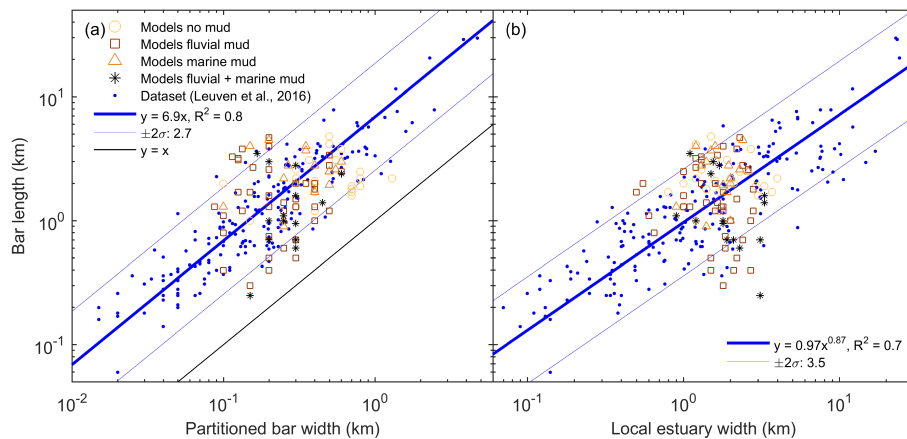 (a)
Models no mud
Models fluvial mud
Models marine mud
Models fluvial + marine mud
Dataset (Leuven et al., 2016)
y = 6.9x, R² = 0.8
±2σ: 2.7
y = x
(b)
y = 0.97x^0.87, R² = 0.7
±2σ: 3.5
Bar length (km)
10¹
10⁰
10⁻¹
10⁻² 10⁻¹ 10⁰
Partitioned bar width (km)
10⁻¹ 10⁰ 10¹
Local estuary width (km)